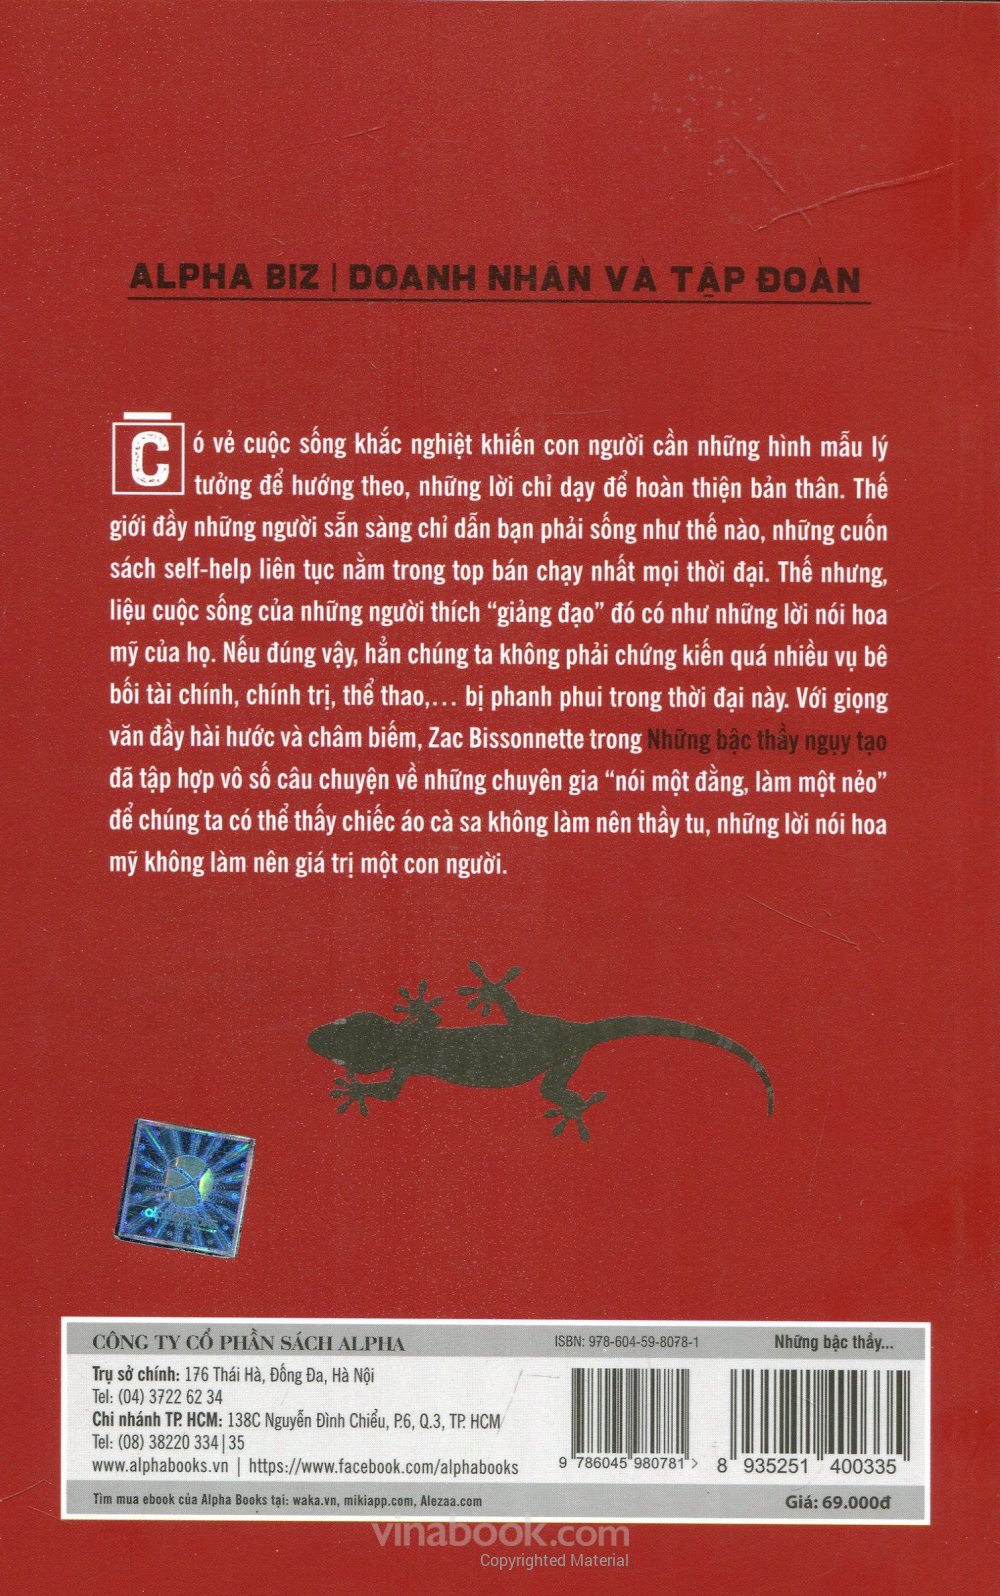 ALPHA BIZ | DOANH NHÂN VÀ TẬP ĐOÀN
Có vẻ cuộc sống khắc nghiệt khiến con người cần những hình mẫu lý
tưởng để hướng theo, những lời chỉ dạy để hoàn thiện bản thân. Thế
giới đầy những người sẵn sàng chỉ dẫn bạn phải sống như thế nào, những cuốn
sách self-help liên tục nằm trong top bán chạy nhất mọi thời đại. Thế nhưng,
liệu cuộc sống của những người thích “giảng đạo” đó có như những lời nói hoa
mỹ của họ. Nếu đúng vậy, hẳn chúng ta không phải chứng kiến quá nhiều vụ bê
bối tài chính, chính trị, thể thao,... bị phanh phui trong thời đại này. Với giọng
văn đầy hài hước và châm biếm, Zac Bissonnette trong Những bậc thầy ngụy tạo
đã tập hợp vô số câu chuyện về những chuyên gia “nói một đằng, làm một nẻo”
để chúng ta có thể thấy chiếc áo cà sa không làm nên thầy tu, những lời nói hoa
mỹ không làm nên giá trị một con người.
CÔNG TY CỔ PHẦN SÁCH ALPHA
ISBN: 978-604-59-8078-1
Những bậc thầy...
Trụ sở chính: 176 Thái Hà, Đống Đa, Hà Nội
Tel: (04) 3722 62 34
Chi nhánh TP. HCM: 138C Nguyễn Đình Chiểu, P.6, Q.3, TP. HCM
Tel: (08) 38220 334|35
www.alphabooks.vn | https://www.facebook.com/alphabooks
9 786045 980781 >
8 935251 400335
Tìm mua ebook của Alpha Books tại: waka.vn, mikiapp.com, Alezaa.com
Giá: 69.000đ
vinabook.com
Copyrighted Material